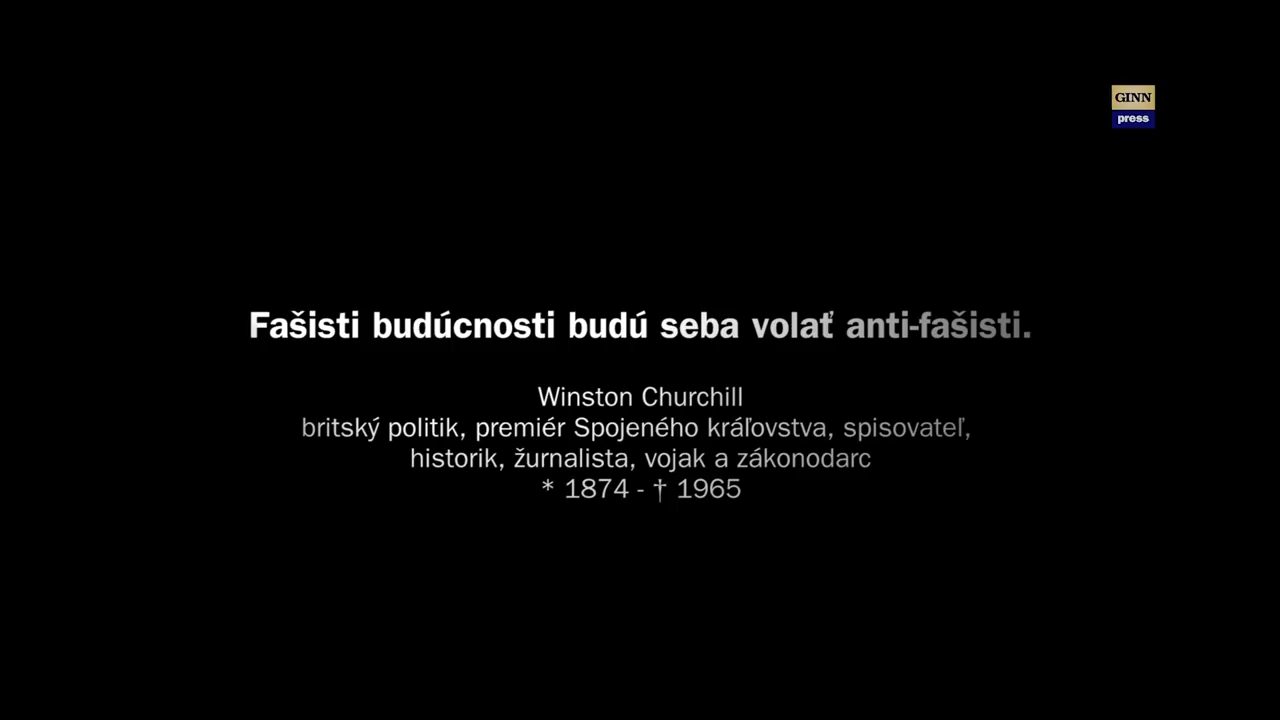 GINN
press
Fašisti budúcnosti budú seba volať anti-fašisti.
Winston Churchill
britský politik, premiér Spojeného kráľovstva, spisovateľ,
historik, žurnalista, vojak a zákonodarc
* 1874 - † 1965